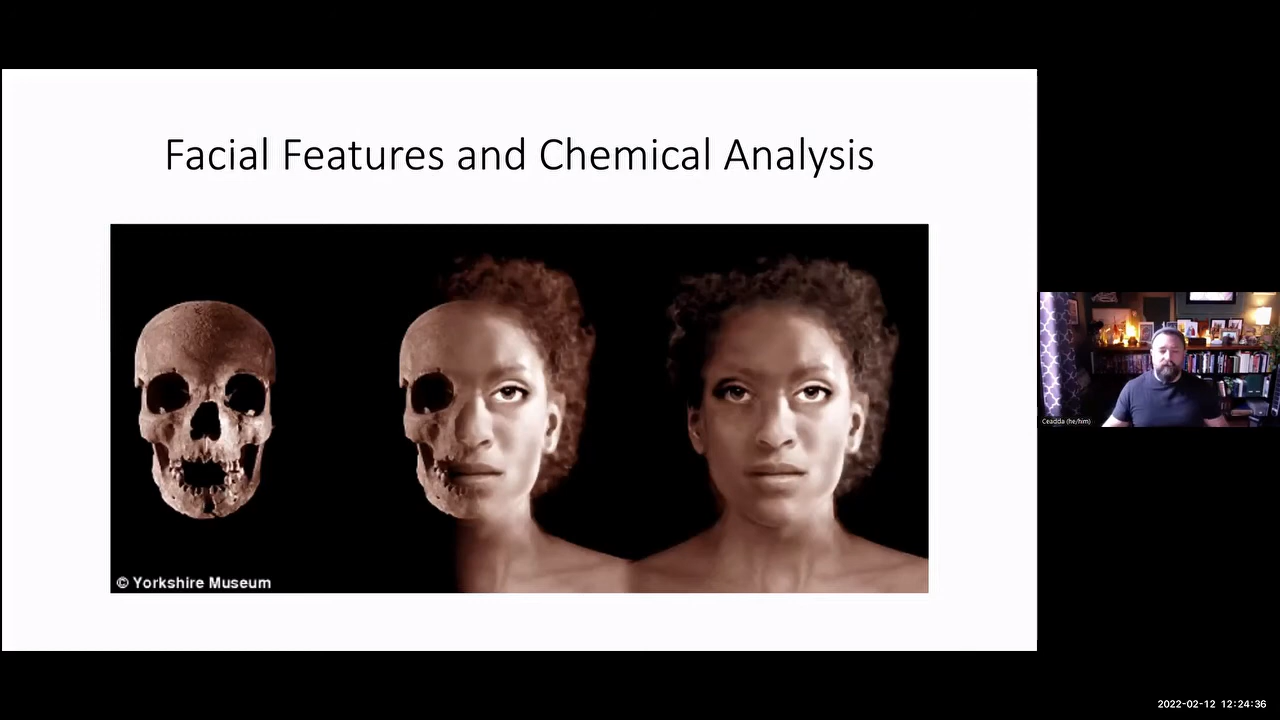 Facial Features and Chemical Analysis
© Yorkshire Museum
Ceadda (he/him)
2022-02-12 12:24:36